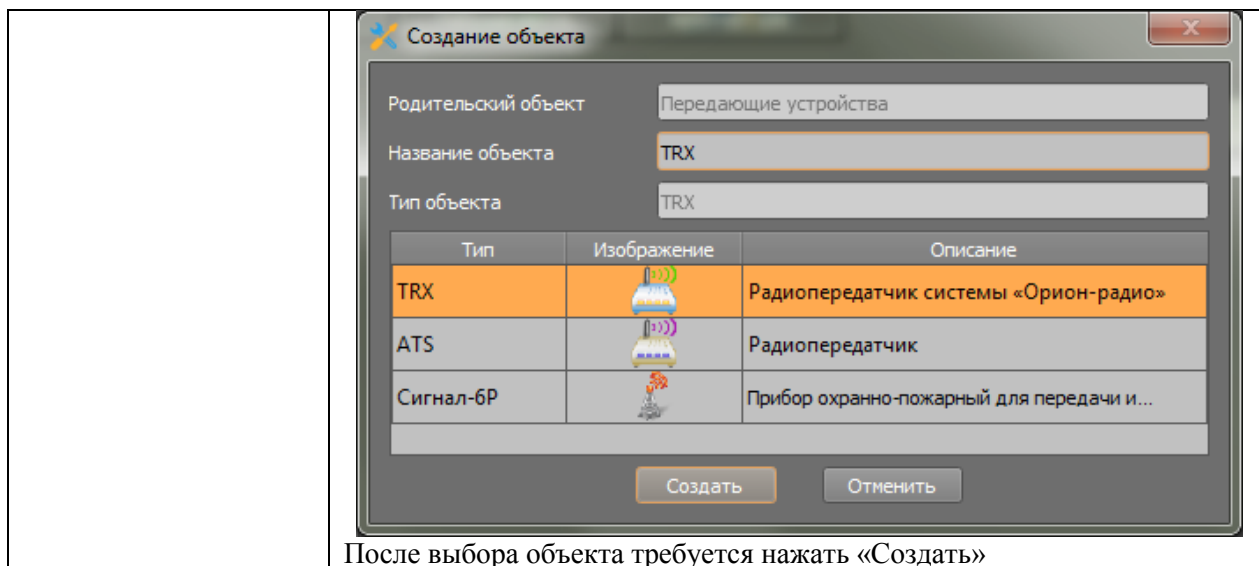 Создание объекта
Родительский объект Передающие устройства
Название объекта TRX
Тип объекта TRX
Тип Изображение Описание
TRX Радиопередатчик системы «Орион-радио»
ATS Радиопередатчик
Сигнал-6Р Прибор охранно-пожарный для передачи и...
Создать Отменить
После выбора объекта требуется нажать «Создать»